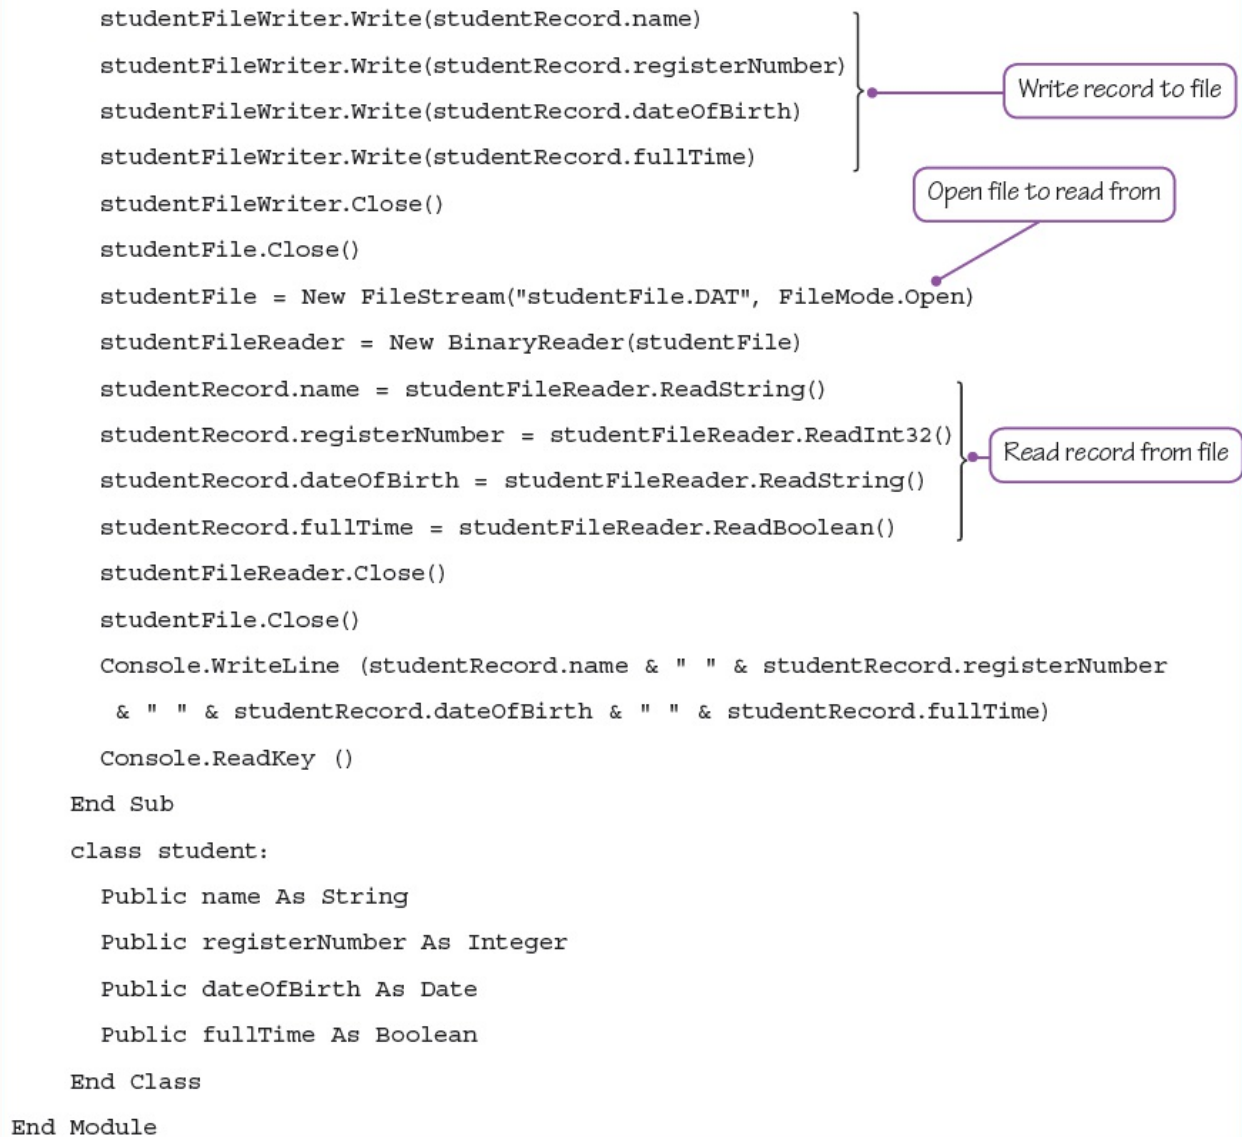 studentFileWriter.Write(studentRecord.name)
studentFileWriter.Write(studentRecord.registerNumber)
Write record to file
studentFileWriter.Write(studentRecord.dateOfBirth)
studentFileWriter.Write(studentRecord.fullTime)
studentFileWriter.Close()
Open file to read from
studentFile.Close()
studentFile = New FileStream("studentFile.DAT", FileMode.Open)
studentFileReader = New BinaryReader(studentFile)
studentRecord.name = studentFileReader.ReadString()
studentRecord.registerNumber = studentFileReader.ReadInt32()
Read record from file
studentRecord.dateOfBirth = studentFileReader.ReadString()
studentRecord.fullTime = studentFileReader.ReadBoolean()
studentFileReader.Close()
studentFile.Close()
Console.WriteLine (studentRecord.name & " " & studentRecord.registerNumber
& " " & studentRecord.dateOfBirth & " " & studentRecord.fullTime)
Console.ReadKey ()
End Sub
class student:
Public name As String
Public registerNumber As Integer
Public dateOfBirth As Date
Public fullTime As Boolean
End Class
End Module